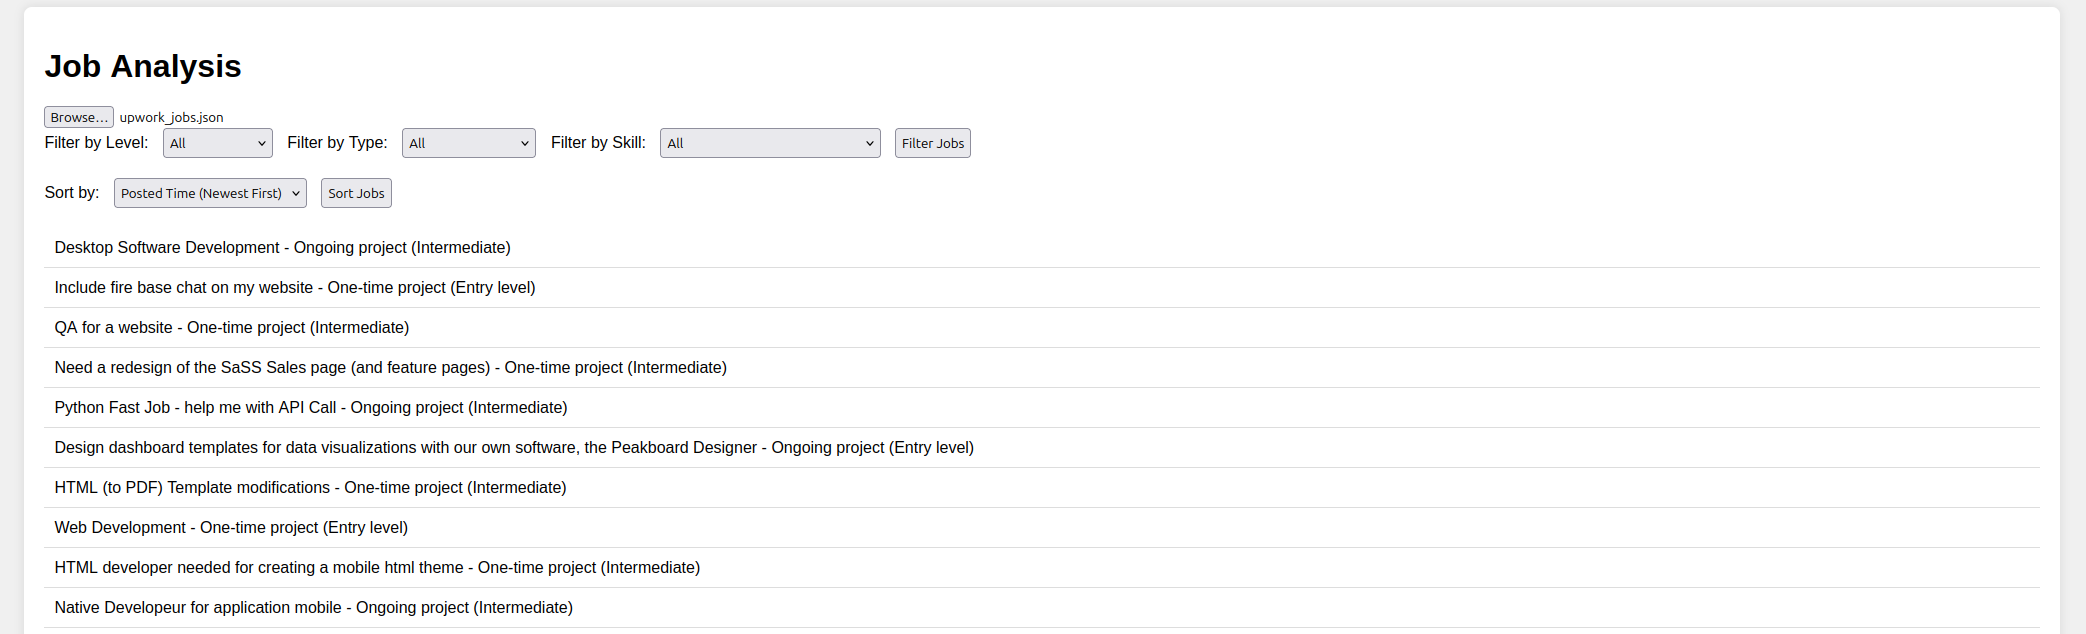 Job Analysis
Browse... upwork_jobs.json
Filter by Level: All Filter by Type: All Filter by Skill: All Filter Jobs
Sort by: Posted Time (Newest First) Sort Jobs
Desktop Software Development - Ongoing project (Intermediate)
Include fire base chat on my website - One-time project (Entry level)
QA for a website - One-time project (Intermediate)
Need a redesign of the SaSS Sales page (and feature pages) - One-time project (Intermediate)
Python Fast Job - help me with API Call - Ongoing project (Intermediate)
Design dashboard templates for data visualizations with our own software, the Peakboard Designer - Ongoing project (Entry level)
HTML (to PDF) Template modifications - One-time project (Intermediate)
Web Development - One-time project (Entry level)
HTML developer needed for creating a mobile html theme - One-time project (Intermediate)
Native Developeur for application mobile - Ongoing project (Intermediate)